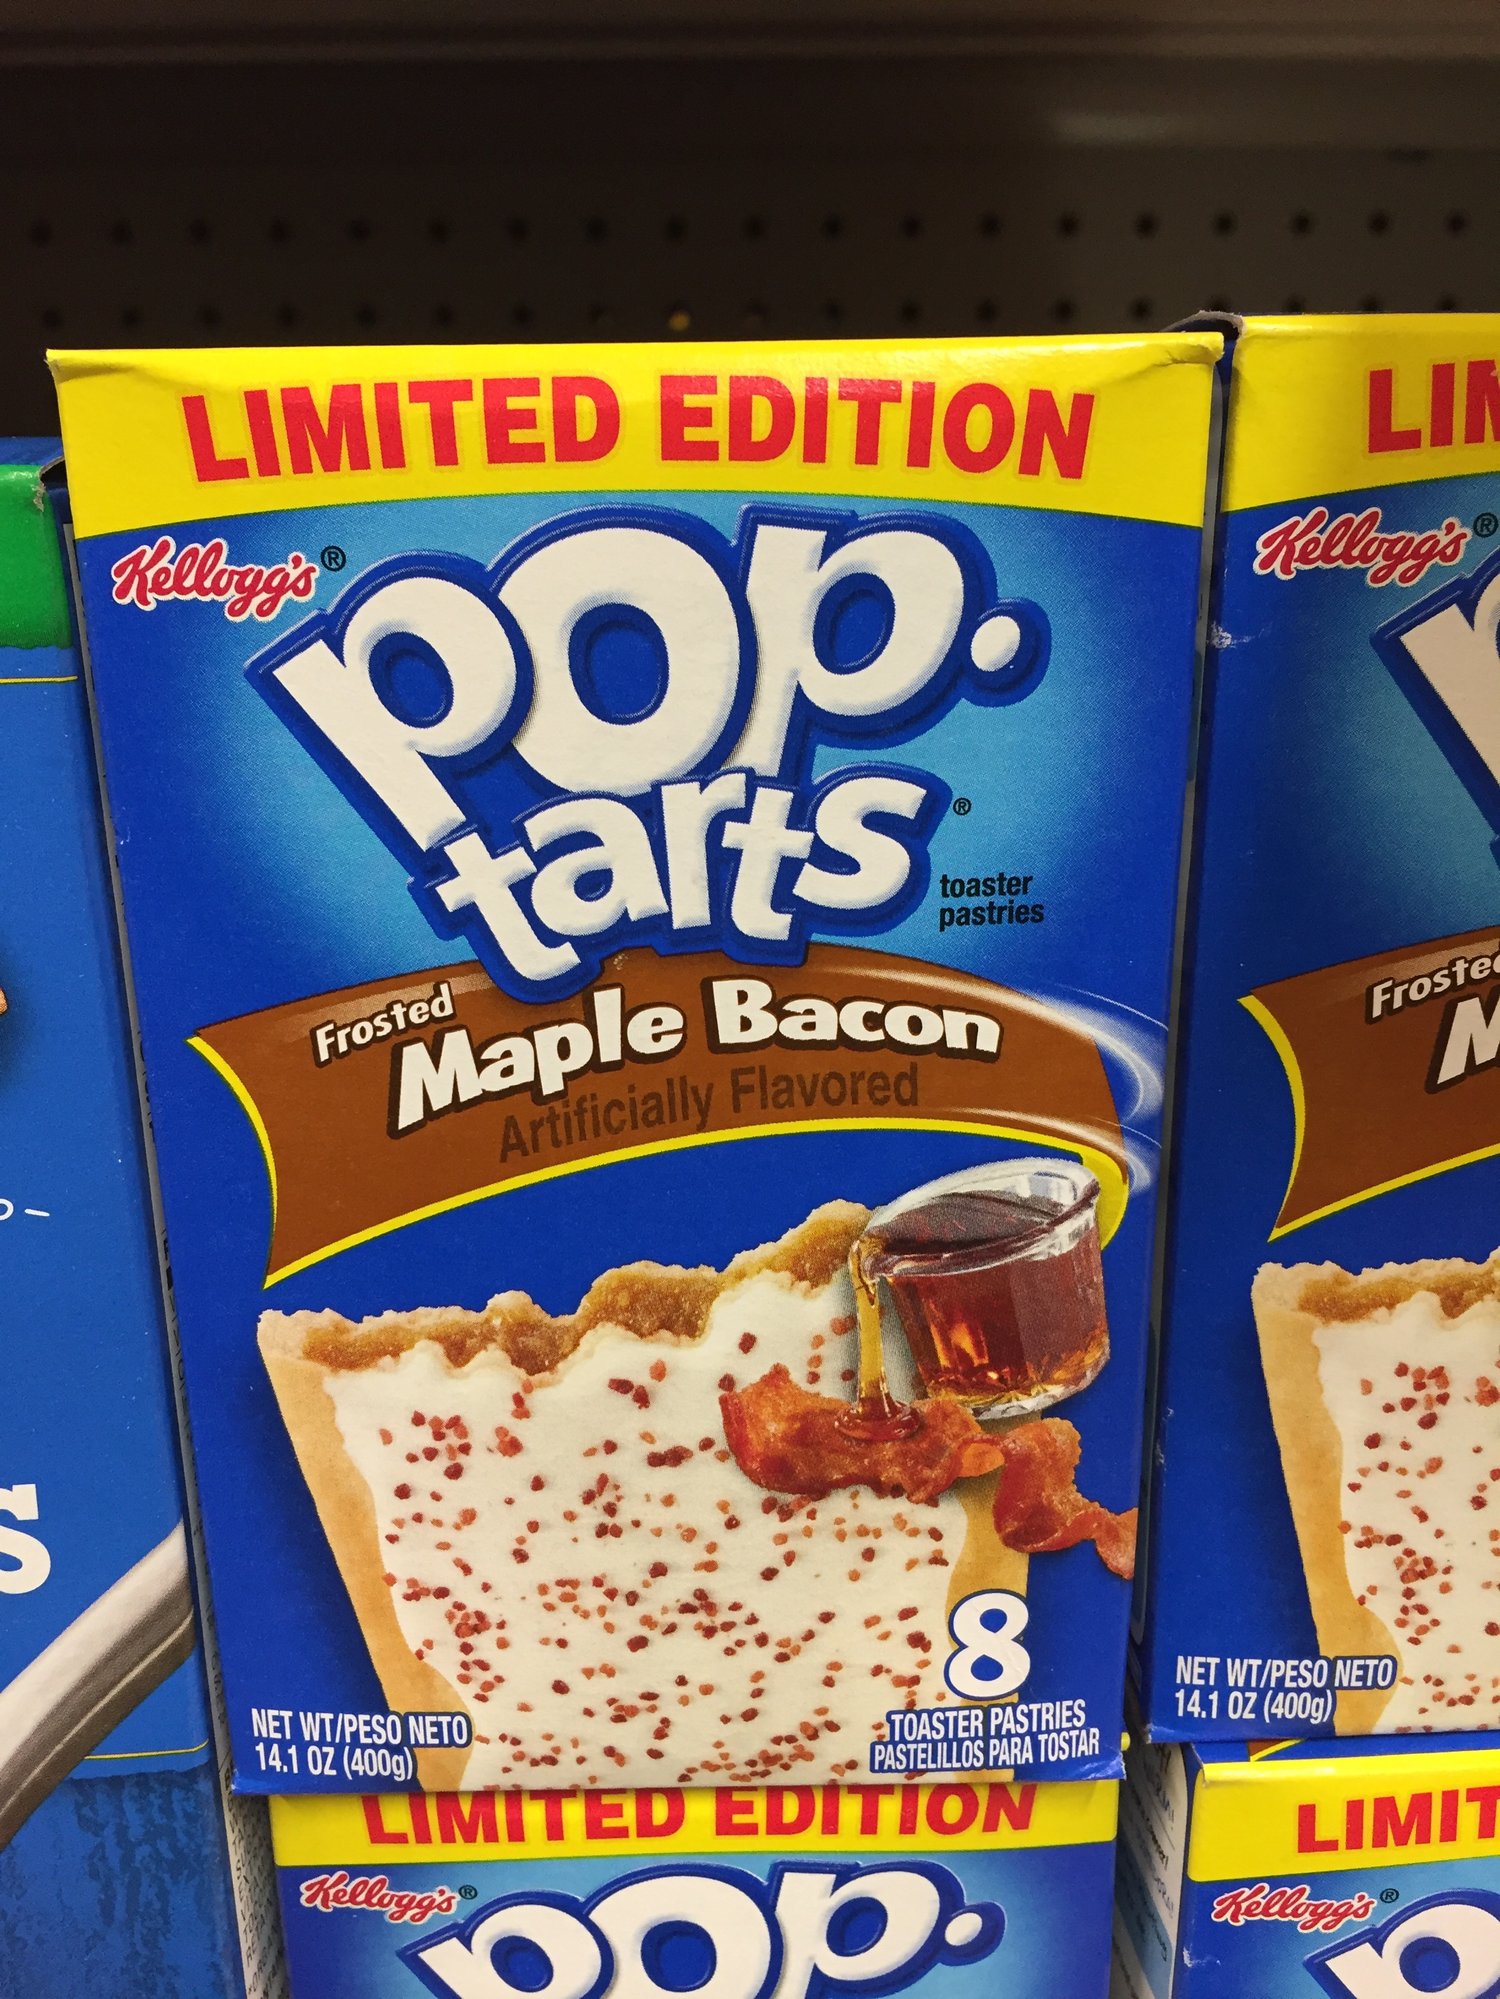 LIMITED EDITION
Kellogg's®
pop.
tarts®
toaster
pastries
Frosted
Maple Bacon
Artificially Flavored
8
TOASTER PASTRIES
PASTELILLOS PARA TOSTAR
NET WT/PESO NETO
14.1 OZ (400g)
LIM
Kellogg's®
Froste
M
NET WT/PESO NETO
14.1 OZ (400g)
S
LIMITED EDITION
Kellogg's®
pop.
LIMIT
Kellogg's®
p